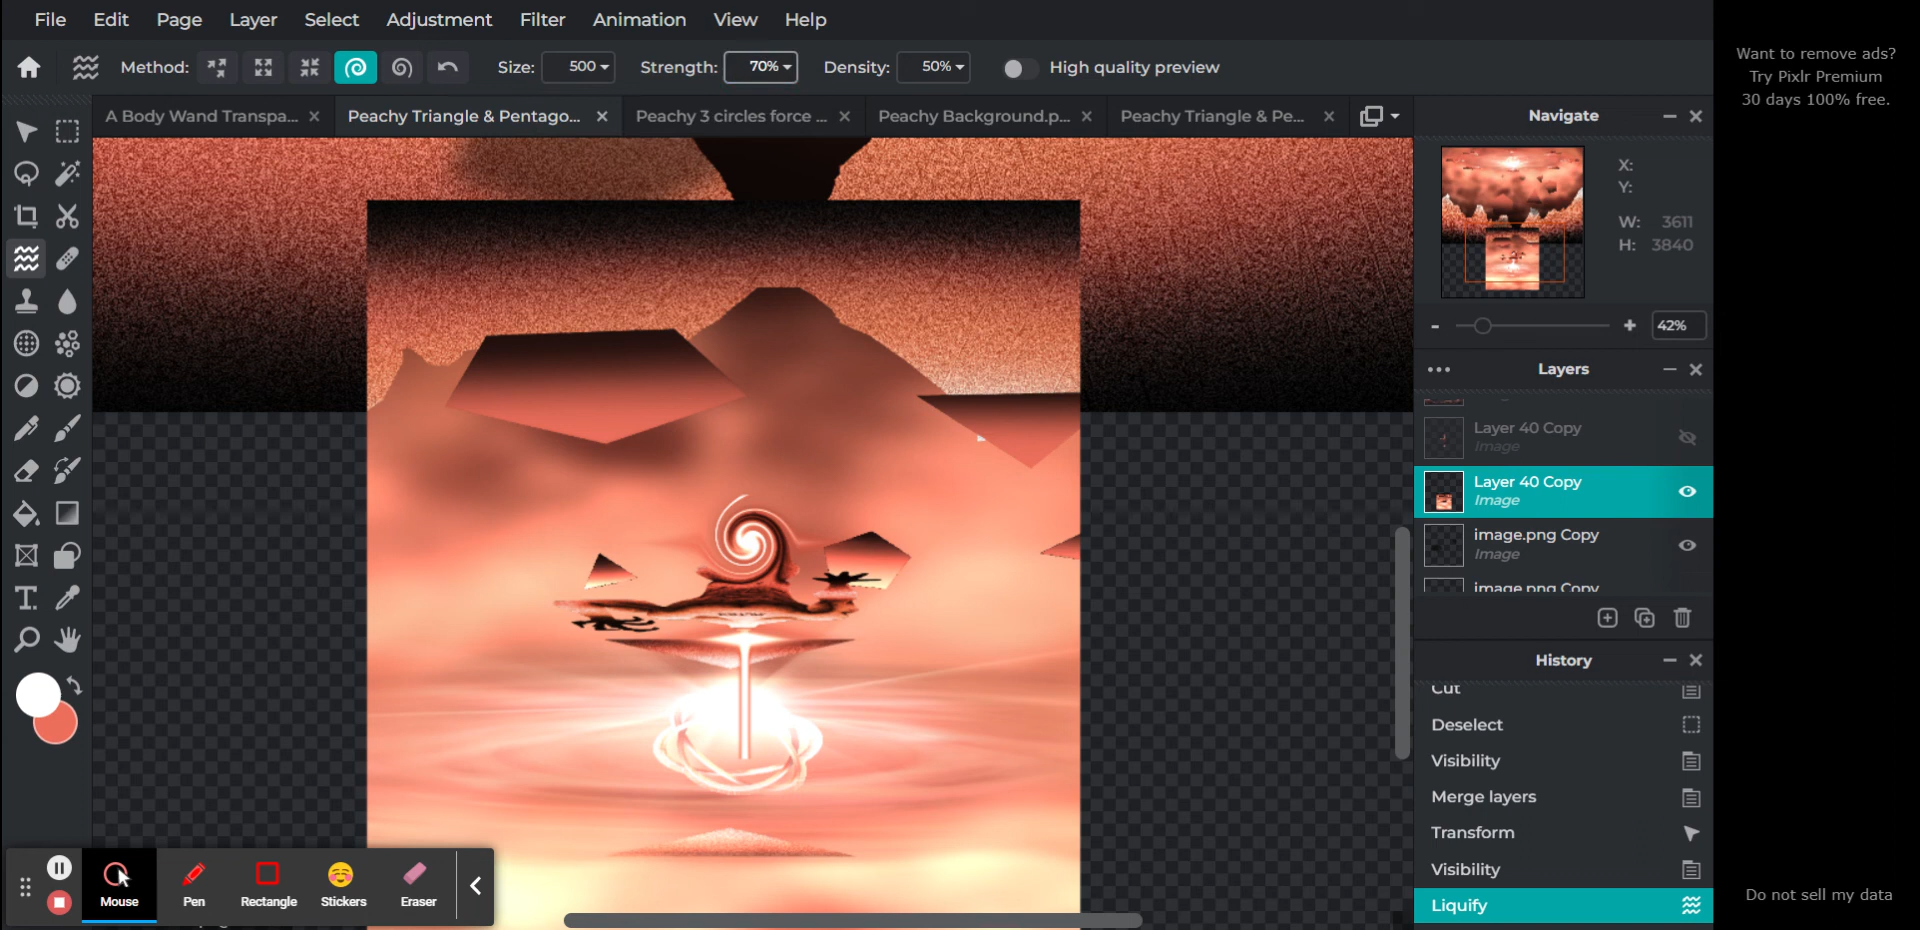 File Edit Page Layer Select Adjustment Filter Animation View Help
Method: Size: 500 Strength: 70% Density: 50% High quality preview
Want to remove ads?
Try Pixlr Premium
30 days 100% free.
A Body Wand Transpa... Peachy Triangle & Pentago... Peachy 3 circles force ... Peachy Background.p... Peachy Triangle & Pe...
Navigate
X:
Y:
W: 3611
H: 3840
- + 42%
Layers
Layer 40 Copy
Image
Layer 40 Copy
Image
image.png Copy
Image
image.png Copy
History
Cut
Deselect
Visibility
Merge layers
Transform
Visibility
Liquify
Mouse Pen Rectangle Stickers Eraser
Do not sell my data